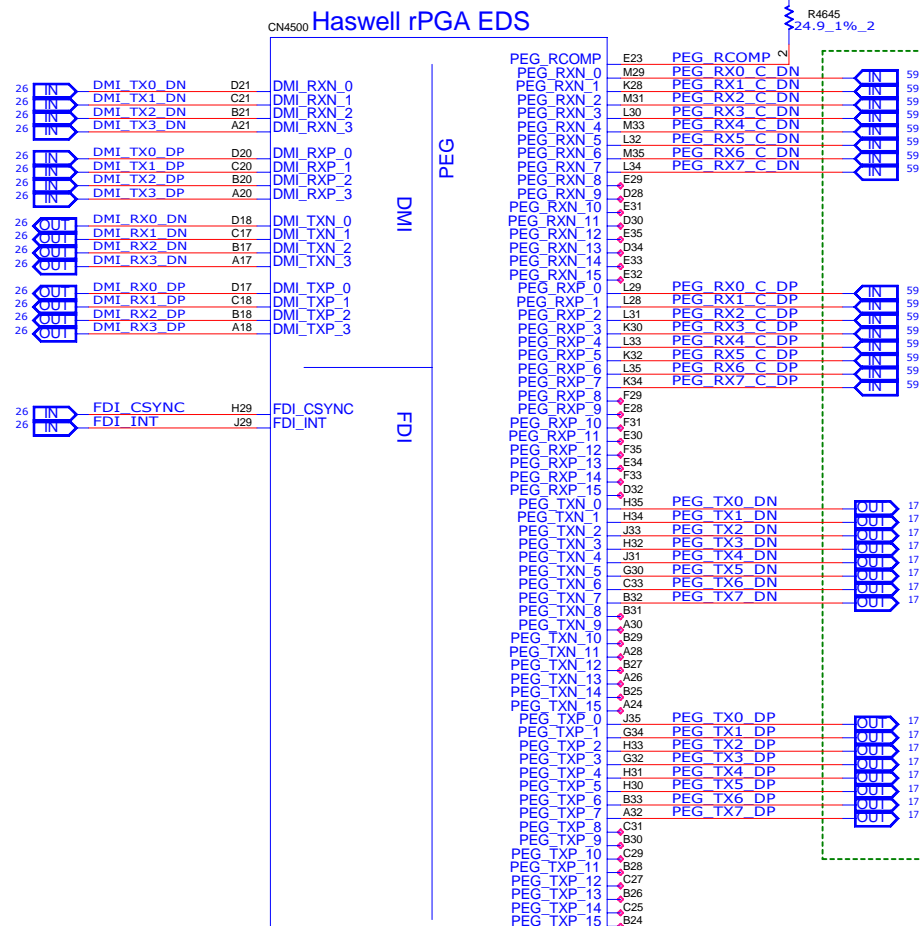 CN4500 Haswell rPGA EDS
R4645
24.9_1%_2
2
26 IN DMI_TX0_DN D21 DMI_RXN_0
26 IN DMI_TX1_DN C21 DMI_RXN_1
26 IN DMI_TX2_DN B21 DMI_RXN_2
26 IN DMI_TX3_DN A21 DMI_RXN_3
26 IN DMI_TX0_DP D20 DMI_RXP_0
26 IN DMI_TX1_DP C20 DMI_RXP_1
26 IN DMI_TX2_DP B20 DMI_RXP_2
26 IN DMI_TX3_DP A20 DMI_RXP_3
26 OUT DMI_RX0_DN D18 DMI_TXN_0
26 OUT DMI_RX1_DN C17 DMI_TXN_1
26 OUT DMI_RX2_DN B17 DMI_TXN_2
26 OUT DMI_RX3_DN A17 DMI_TXN_3
26 OUT DMI_RX0_DP D17 DMI_TXP_0
26 OUT DMI_RX1_DP C18 DMI_TXP_1
26 OUT DMI_RX2_DP B18 DMI_TXP_2
26 OUT DMI_RX3_DP A18 DMI_TXP_3
26 IN FDI_CSYNC H29 FDI_CSYNC
26 IN FDI_INT J29 FDI_INT
DMI
PEG
FDI
PEG_RCOMP E23 PEG_RCOMP
PEG_RXN_0 M29 PEG_RX0_C_DN IN 59
PEG_RXN_1 K28 PEG_RX1_C_DN IN 59
PEG_RXN_2 M31 PEG_RX2_C_DN IN 59
PEG_RXN_3 L30 PEG_RX3_C_DN IN 59
PEG_RXN_4 M33 PEG_RX4_C_DN IN 59
PEG_RXN_5 L32 PEG_RX5_C_DN IN 59
PEG_RXN_6 M35 PEG_RX6_C_DN IN 59
PEG_RXN_7 L34 PEG_RX7_C_DN IN 59
PEG_RXN_8 E29
PEG_RXN_9 D28
PEG_RXN_10 E31
PEG_RXN_11 D30
PEG_RXN_12 E35
PEG_RXN_13 D34
PEG_RXN_14 E33
PEG_RXN_15 E32
PEG_RXP_0 L29 PEG_RX0_C_DP IN 59
PEG_RXP_1 L28 PEG_RX1_C_DP IN 59
PEG_RXP_2 L31 PEG_RX2_C_DP IN 59
PEG_RXP_3 K30 PEG_RX3_C_DP IN 59
PEG_RXP_4 L33 PEG_RX4_C_DP IN 59
PEG_RXP_5 K32 PEG_RX5_C_DP IN 59
PEG_RXP_6 L35 PEG_RX6_C_DP IN 59
PEG_RXP_7 K34 PEG_RX7_C_DP IN 59
PEG_RXP_8 F29
PEG_RXP_9 E28
PEG_RXP_10 F31
PEG_RXP_11 E30
PEG_RXP_12 F35
PEG_RXP_13 E34
PEG_RXP_14 F33
PEG_RXP_15 D32
PEG_TXN_0 H35 PEG_TX0_DN OUT 17
PEG_TXN_1 H34 PEG_TX1_DN OUT 17
PEG_TXN_2 J33 PEG_TX2_DN OUT 17
PEG_TXN_3 H32 PEG_TX3_DN OUT 17
PEG_TXN_4 J31 PEG_TX4_DN OUT 17
PEG_TXN_5 G30 PEG_TX5_DN OUT 17
PEG_TXN_6 C33 PEG_TX6_DN OUT 17
PEG_TXN_7 B32 PEG_TX7_DN OUT 17
PEG_TXN_8 B31
PEG_TXN_9 A30
PEG_TXN_10 B29
PEG_TXN_11 A28
PEG_TXN_12 B27
PEG_TXN_13 A26
PEG_TXN_14 B25
PEG_TXN_15 A24
PEG_TXP_0 J35 PEG_TX0_DP OUT 17
PEG_TXP_1 G34 PEG_TX1_DP OUT 17
PEG_TXP_2 H33 PEG_TX2_DP OUT 17
PEG_TXP_3 G32 PEG_TX3_DP OUT 17
PEG_TXP_4 H31 PEG_TX4_DP OUT 17
PEG_TXP_5 H30 PEG_TX5_DP OUT 17
PEG_TXP_6 B33 PEG_TX6_DP OUT 17
PEG_TXP_7 A32 PEG_TX7_DP OUT 17
PEG_TXP_8 C31
PEG_TXP_9 B30
PEG_TXP_10 C29
PEG_TXP_11 B28
PEG_TXP_12 C27
PEG_TXP_13 B26
PEG_TXP_14 C25
PEG_TXP_15 B24